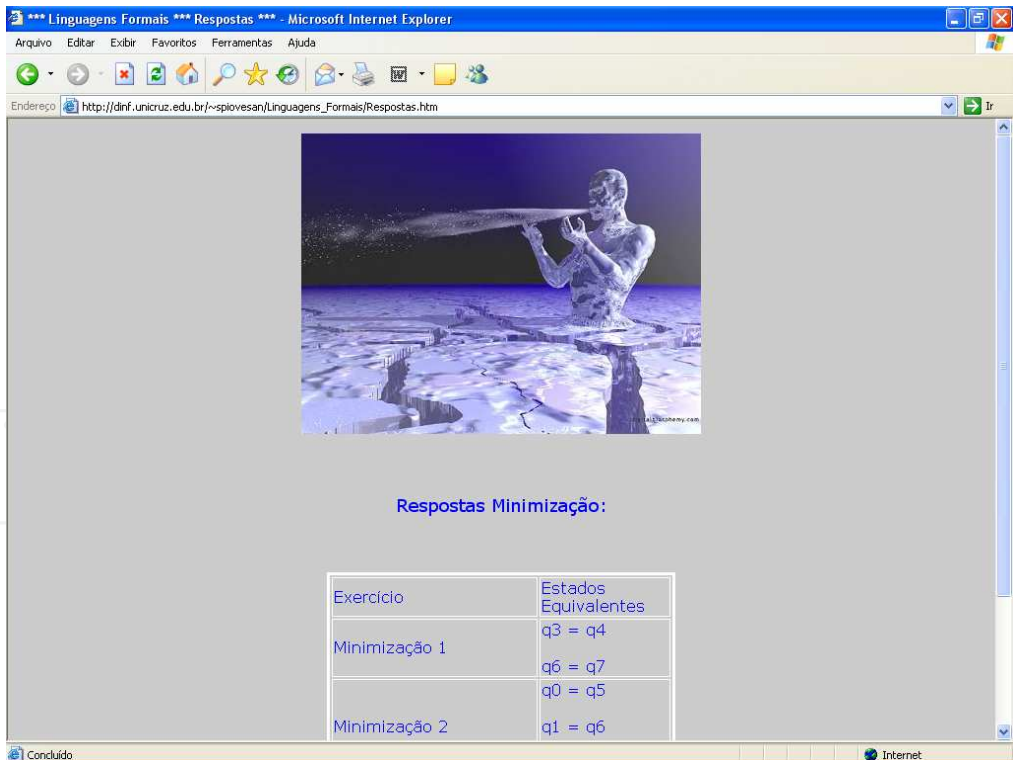 *** Linguagens Formais *** Respostas *** - Microsoft Internet Explorer
Arquivo Editar Exibir Favoritos Ferramentas Ajuda
Endereço http://dinf.unicruz.edu.br/~spiovesan/Linguagens_Formais/Respostas.htm Ir
Respostas Minimização:
Exercício
Estados
Equivalentes
Minimização 1
q3 = q4
q6 = q7
Minimização 2
q0 = q5
q1 = q6
Concluído Internet